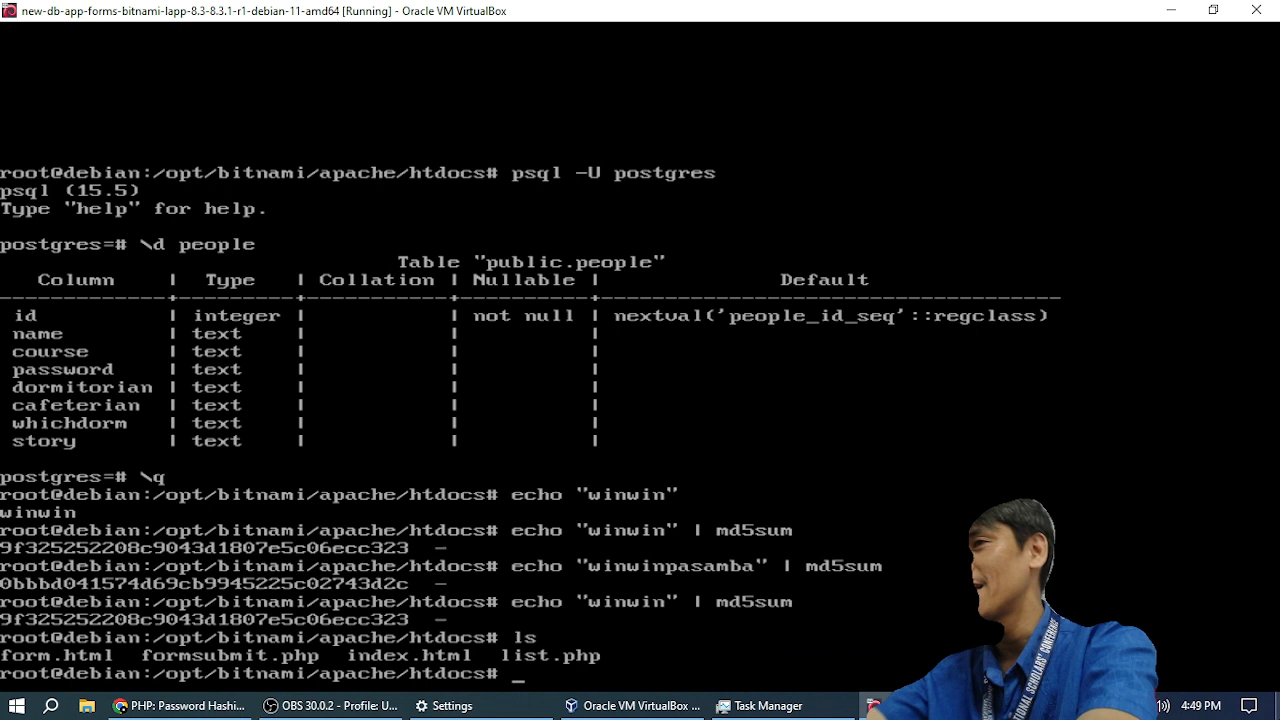 new-db-app-forms-bitnami-lapp-8.3-8.3.1-r1-debian-11-amd64 [Running] - Oracle VM VirtualBox
root@debian:/opt/bitnami/apache/htdocs# psql -U postgres
psql (15.5)
Type "help" for help.
postgres=# \d people
Table "public.people"
Column | Type | Collation | Nullable | Default
-------------+---------+-----------+----------+------------------------------------
id | integer | | not null | nextval('people_id_seq'::regclass)
name | text | | |
course | text | | |
password | text | | |
dormitorian | text | | |
cafeterian | text | | |
whichdorm | text | | |
story | text | | |
postgres=# \q
root@debian:/opt/bitnami/apache/htdocs# echo "winwin"
winwin
root@debian:/opt/bitnami/apache/htdocs# echo "winwin" | md5sum
9f325252208c9043d1807e5c06ecc323  -
root@debian:/opt/bitnami/apache/htdocs# echo "winwinpasamba" | md5sum
0bbbd041574d69cb9945225c02743d2c  -
root@debian:/opt/bitnami/apache/htdocs# echo "winwin" | md5sum
9f325252208c9043d1807e5c06ecc323  -
root@debian:/opt/bitnami/apache/htdocs# ls
form.html  formsubmit.php  index.html  list.php
root@debian:/opt/bitnami/apache/htdocs# _
SCHOLARS' CONFERENCE
PHP: Password Hashi... OBS 30.0.2 - Profile: U... Settings Oracle VM VirtualBox ... Task Manager 4:49 PM